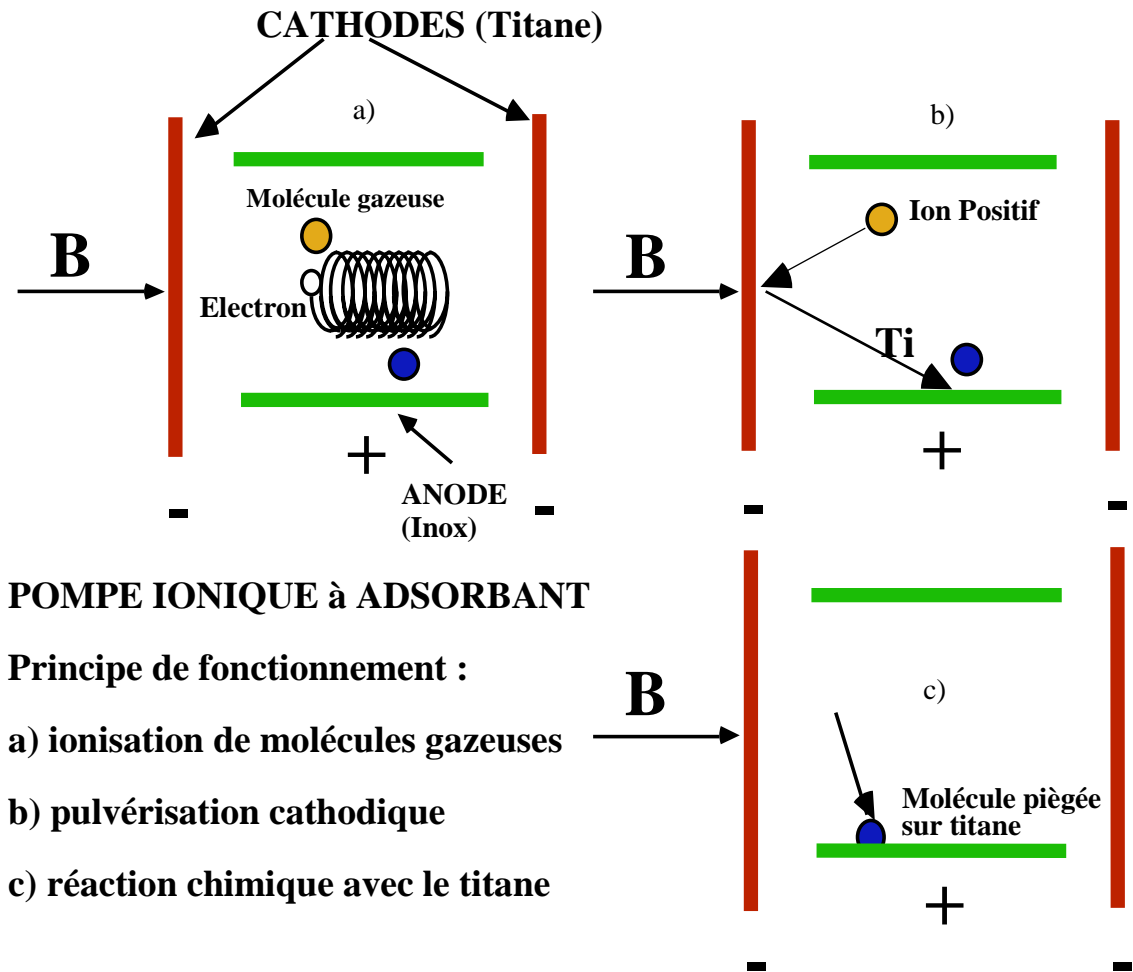 CATHODES (Titane)
a)
Molécule gazeuse
B
Electron
+
ANODE
(Inox)
-
-
b)
Ion Positif
B
Ti
+
-
-
POMPE IONIQUE à ADSORBANT
Principe de fonctionnement :
a) ionisation de molécules gazeuses
b) pulvérisation cathodique
c) réaction chimique avec le titane
B
c)
Molécule piègée
sur titane
+
-
-